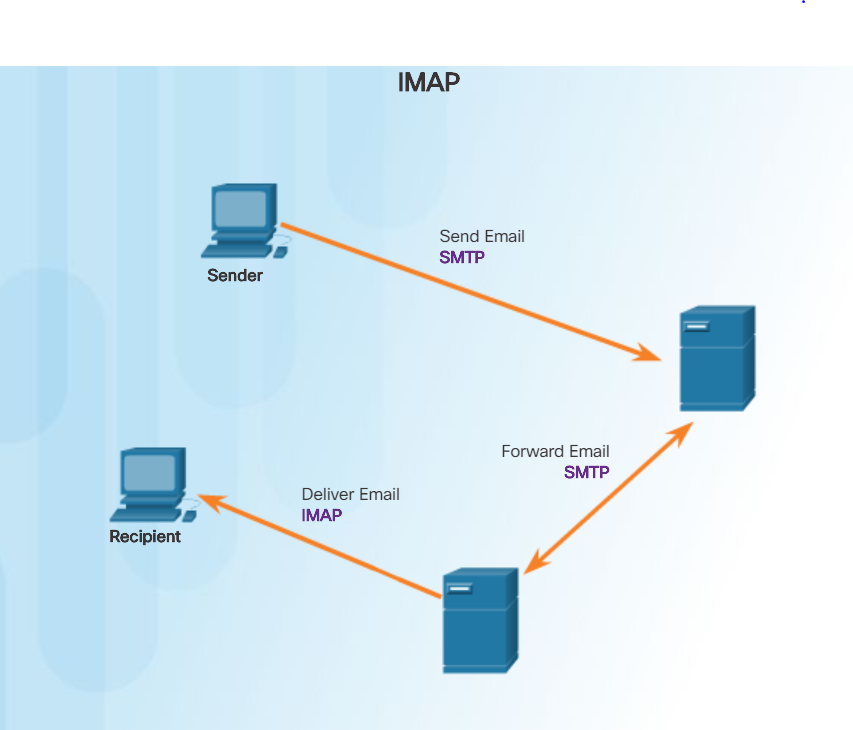 IMAP
Send Email
SMTP
Sender
Forward Email
SMTP
Deliver Email
IMAP
Recipient